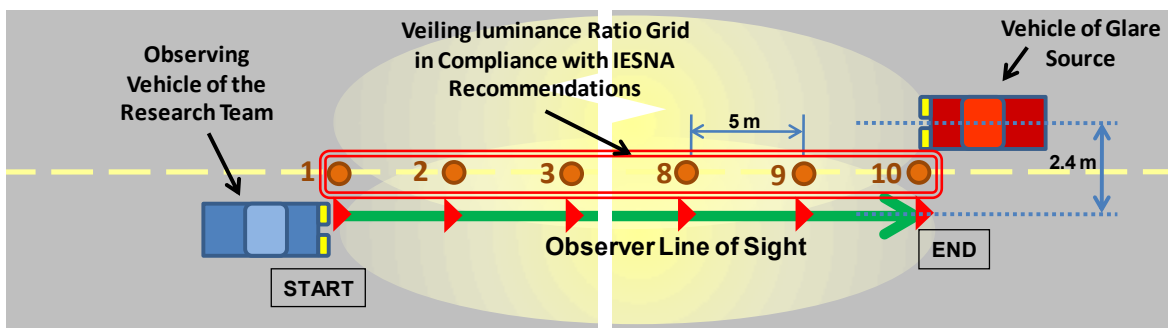 Veiling luminance Ratio Grid
in Compliance with IESNA
Recommendations
Observing
Vehicle of the
Research Team
Vehicle of Glare
Source
5 m
2.4 m
1
2
3
8
9
10
Observer Line of Sight
START
END